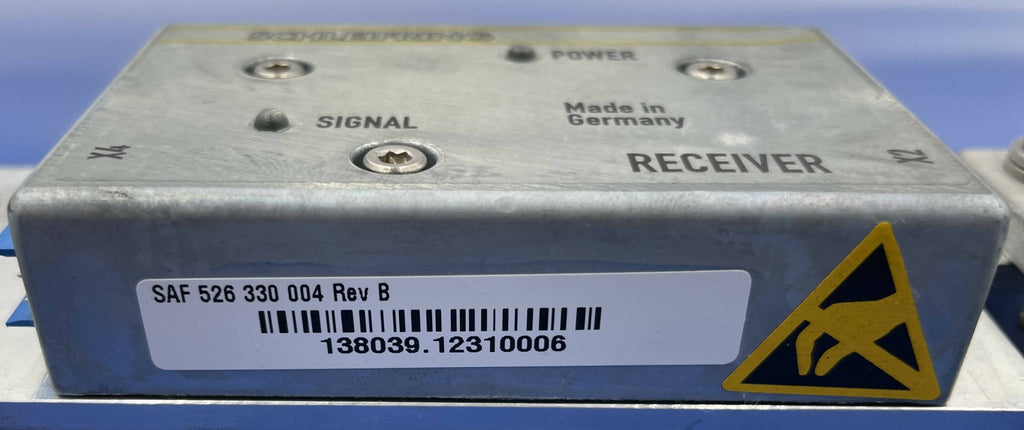 SCHLEIFRING
POWER
SIGNAL
Made in
Germany
X4
RECEIVER
X2
SAF 526 330 004 Rev B
138039.12310006